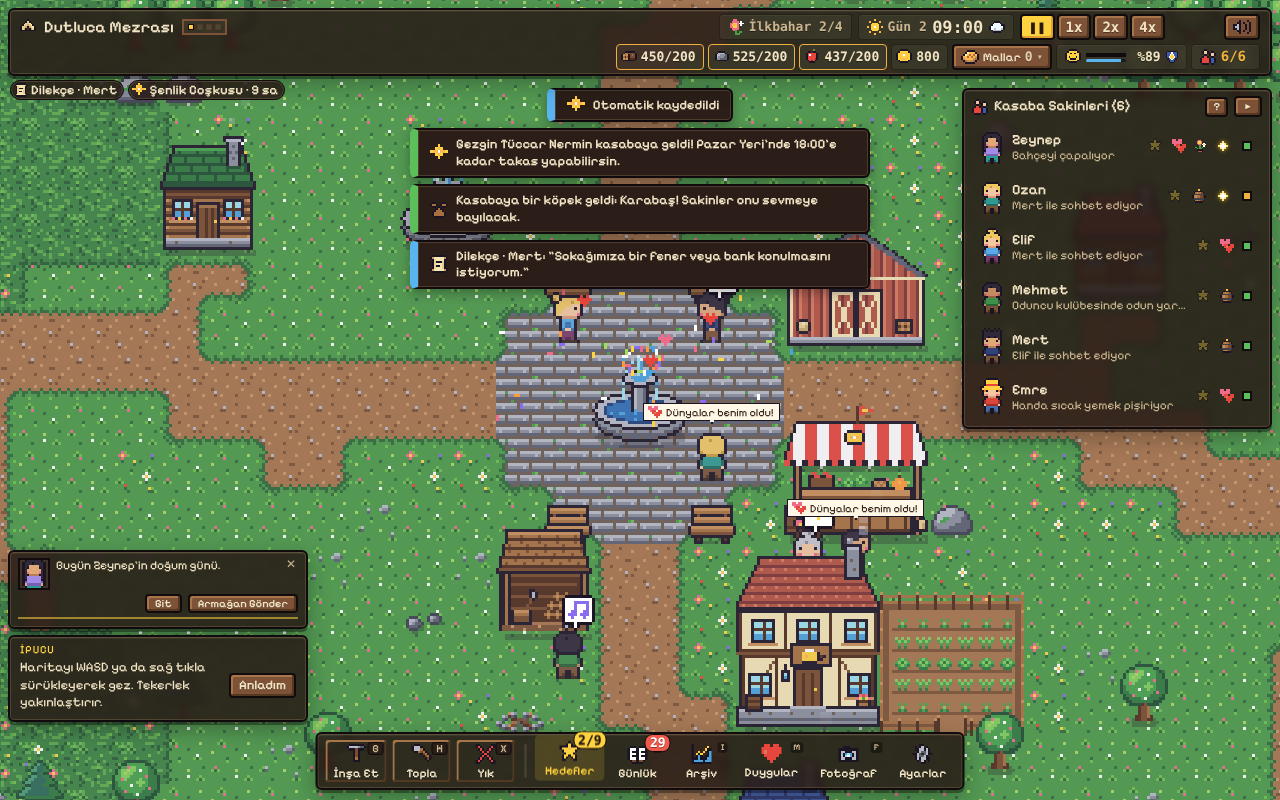 Dutluca Mezrası
İlkbahar 2/4
Gün 2 09:00
1x
2x
4x
450/200
525/200
437/200
800
Mallar 0
%89
6/6
Dilekçe · Mert
Şenlik Coşkusu · 9 sa
Otomatik kaydedildi
Gezgin Tüccar Nermin kasabaya geldi! Pazar Yeri'nde 18:00'e
kadar takas yapabilirsin.
Kasabaya bir köpek geldi: Karabaş! Sakinler onu sevmeye
bayılacak.
Dilekçe · Mert: "Sokağımıza bir fener veya bank konulmasını
istiyorum."
Kasaba Sakinleri (6)
?
Zeynep
Bahçeyi çapalıyor
Ozan
Mert ile sohbet ediyor
Elif
Mert ile sohbet ediyor
Mehmet
Oduncu kulübesinde odun yar...
Mert
Elif ile sohbet ediyor
Emre
Handa sıcak yemek pişiriyor
Dünyalar benim oldu!
Dünyalar benim oldu!
Bugün Zeynep'in doğum günü.
Git
Armağan Gönder
İPUCU
Haritayı WASD ya da sağ tıkla
sürükleyerek gez. Tekerlek
yakınlaştırır.
Anladım
İnşa Et
B
Topla
H
Yık
X
Hedefler
2/9
Günlük
29
Arşiv
I
Duygular
M
Fotoğraf
F
Ayarlar